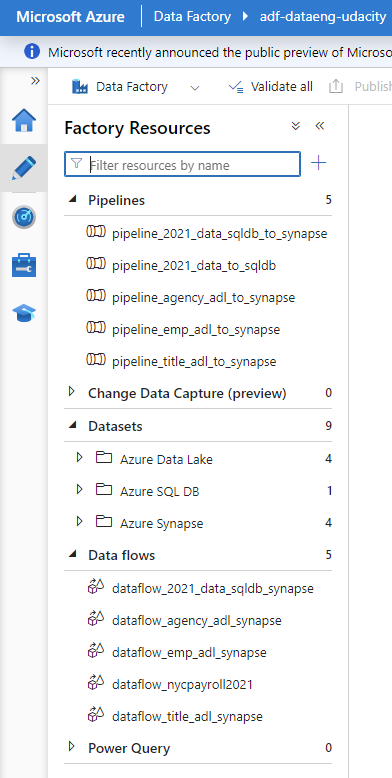 Microsoft Azure Data Factory adf-dataeng-udacity
Microsoft recently announced the public preview of Microso
Data Factory Validate all Publish
Factory Resources
Filter resources by name
Pipelines 5
pipeline_2021_data_sqldb_to_synapse
pipeline_2021_data_to_sqldb
pipeline_agency_adl_to_synapse
pipeline_emp_adl_to_synapse
pipeline_title_adl_to_synapse
Change Data Capture (preview) 0
Datasets 9
Azure Data Lake 4
Azure SQL DB 1
Azure Synapse 4
Data flows 5
dataflow_2021_data_sqldb_synapse
dataflow_agency_adl_synapse
dataflow_emp_adl_synapse
dataflow_nycpayroll2021
dataflow_title_adl_synapse
Power Query 0